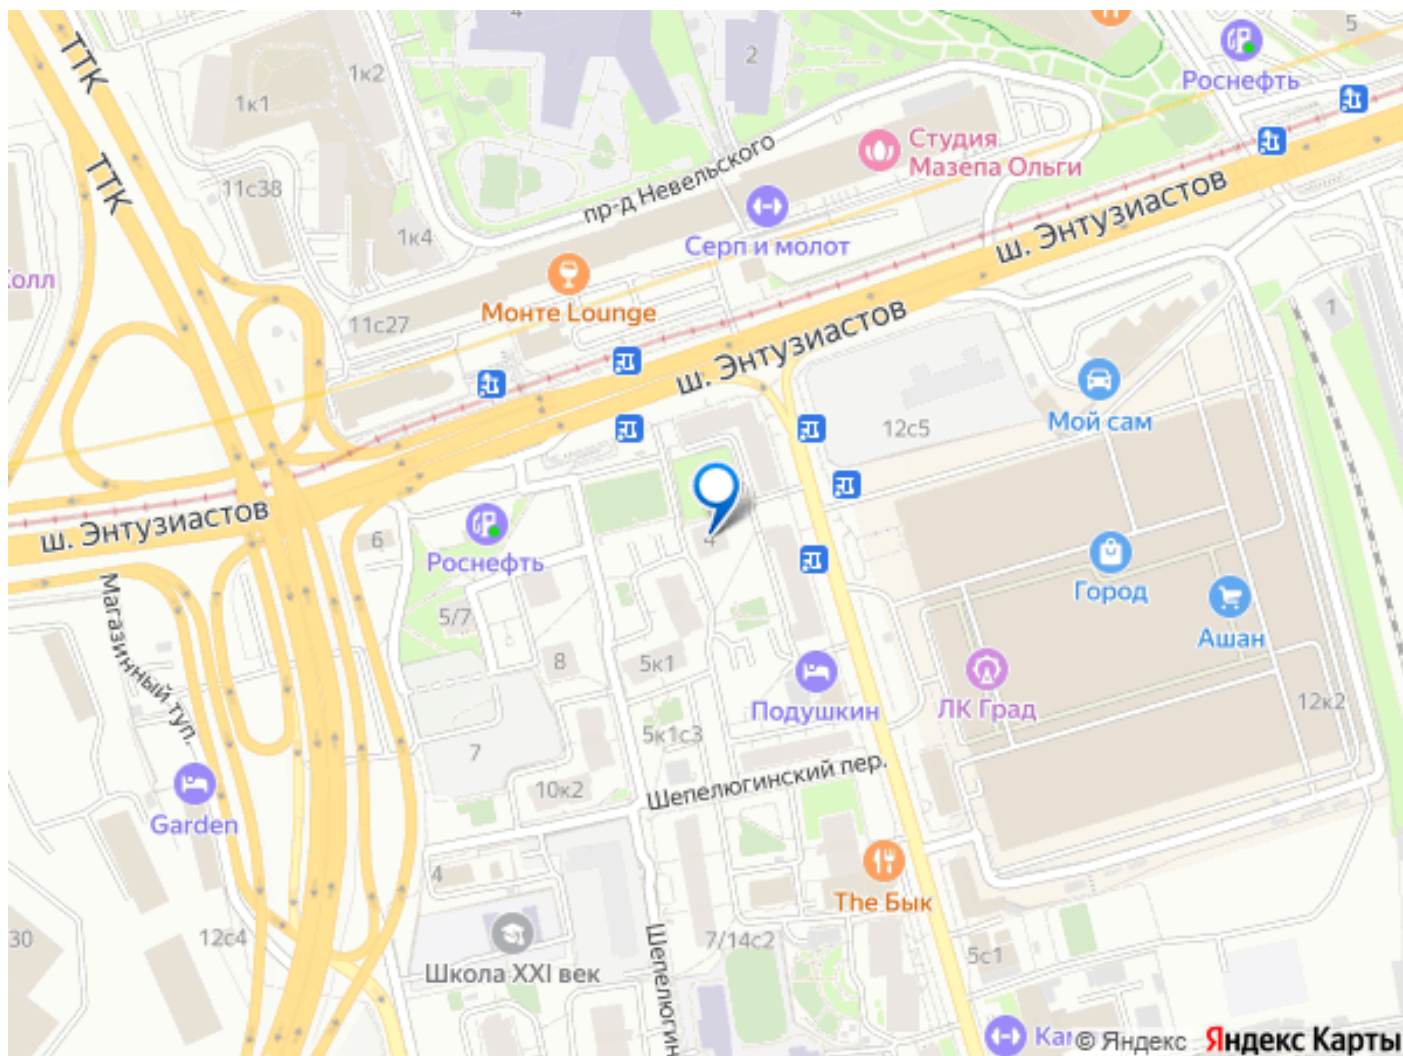 4
5
2
ТТК
1к2
Роснефть
1к1
Студия
Мазепа Ольги
ТТК
11с38
пр-д Невельского
ш. Энтузиастов
1к4
Серп и молот
Монте Lounge
1
11с27
ш. Энтузиастов
Мой сам
12с5
ш. Энтузиастов
6
Роснефть
4
Город
Магазинный туп.
5/7
Ашан
8
5к1
ЛК Град
12к2
Подушкин
5к1с3
7
Шепелюгинский пер.
10к2
Garden
4
The Бык
30
12с4
7/14с2
Школа XXI век
5с1
© Яндекс
Яндекс Карты